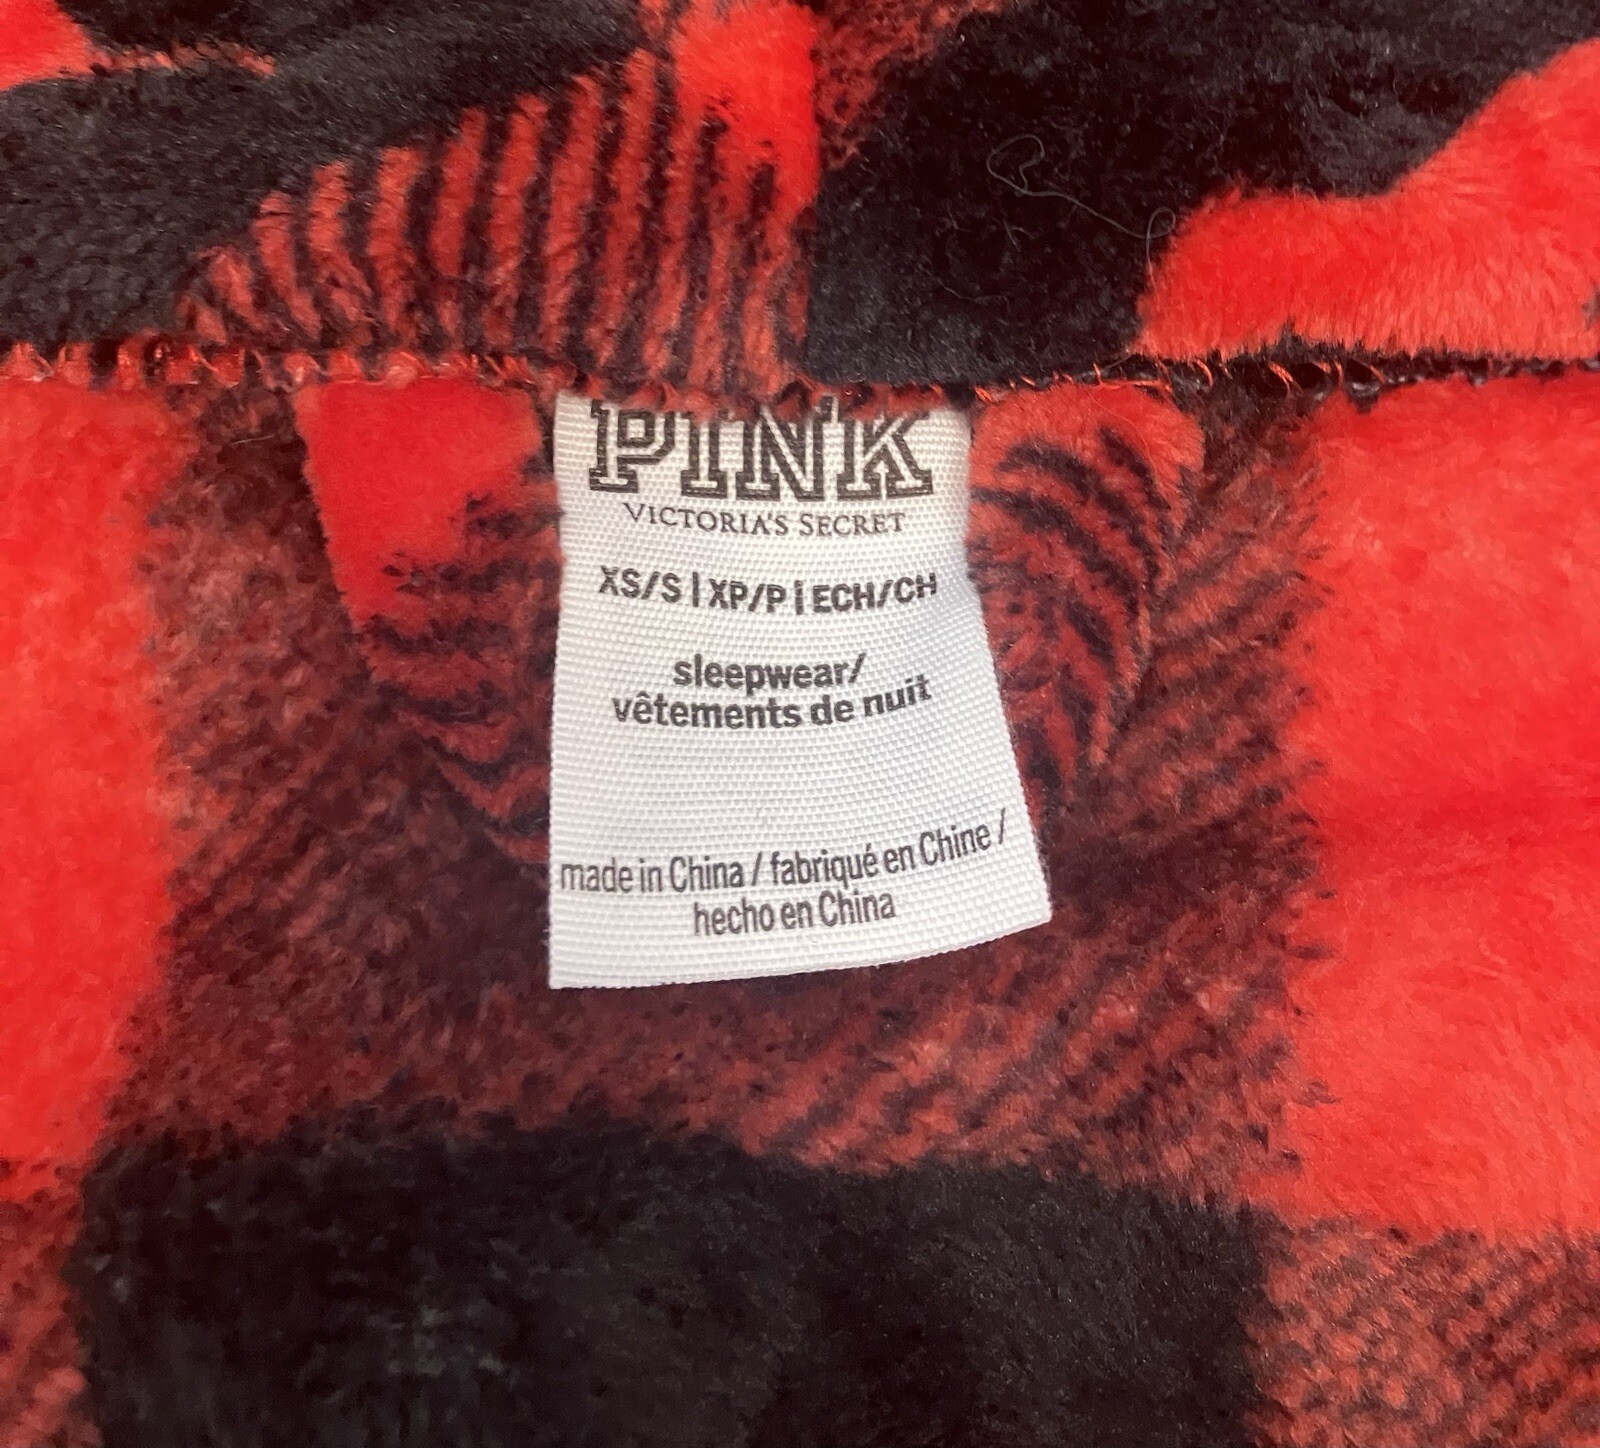 PINK
VICTORIA'S SECRET
XS/S | XP/P | ECH/CH
sleepwear/
vêtements de nuit
made in China / fabriqué en Chine /
hecho en China